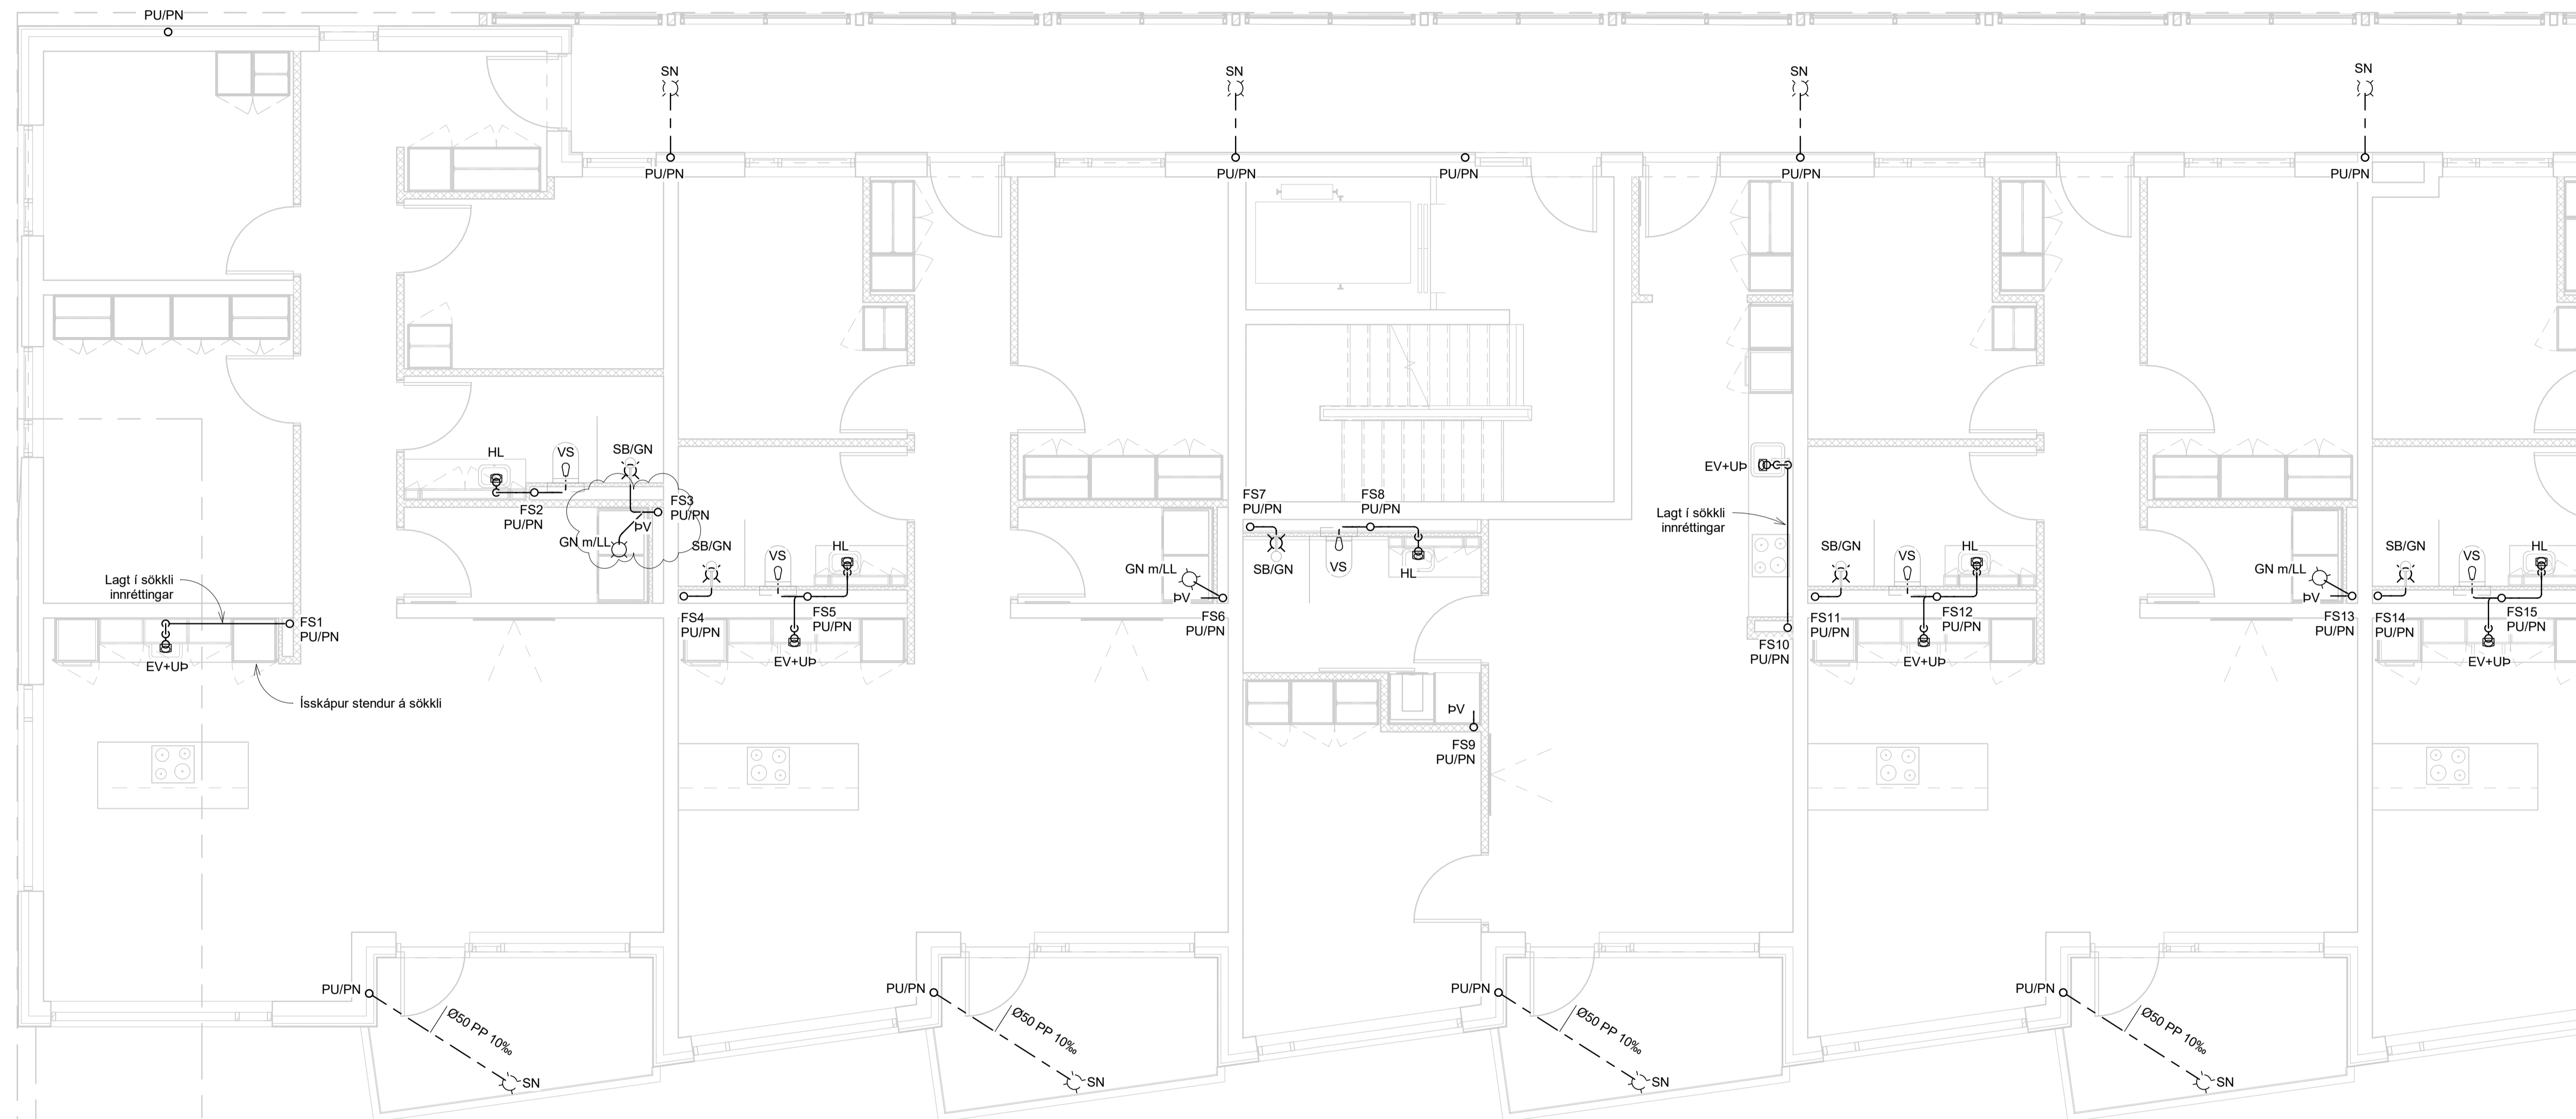 PU/PN
SN
SN
SN
SN
PU/PN
PU/PN
PU/PN
PU/PN
PU/PN
HL
VS
SB/GN
FS2
PU/PN
FS3
PU/PN
ÞV
GN m/LL
SB/GN
VS
HL
FS4
PU/PN
FS5
PU/PN
EV+UÞ
Lagt í sökkli
innréttingar
FS1
PU/PN
EV+UÞ
Ísskápur stendur á sökkli
GN m/LL
ÞV
FS6
PU/PN
FS7
PU/PN
FS8
PU/PN
SB/GN
VS
HL
ÞV
FS9
PU/PN
EV+UÞ
Lagt í sökkli
innréttingar
FS10
PU/PN
SB/GN
VS
HL
FS11
PU/PN
FS12
PU/PN
EV+UÞ
GN m/LL
ÞV
FS13
PU/PN
SB/GN
VS
HL
FS14
PU/PN
FS15
PU/PN
EV+UÞ
PU/PN
Ø50 PP 10‰
SN
PU/PN
Ø50 PP 10‰
SN
PU/PN
Ø50 PP 10‰
SN
PU/PN
Ø50 PP 10‰
SN